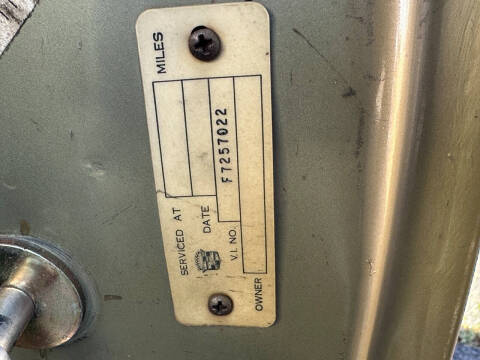 SERVICED AT MILES
DATE
V.I. NO. F7257022
OWNER